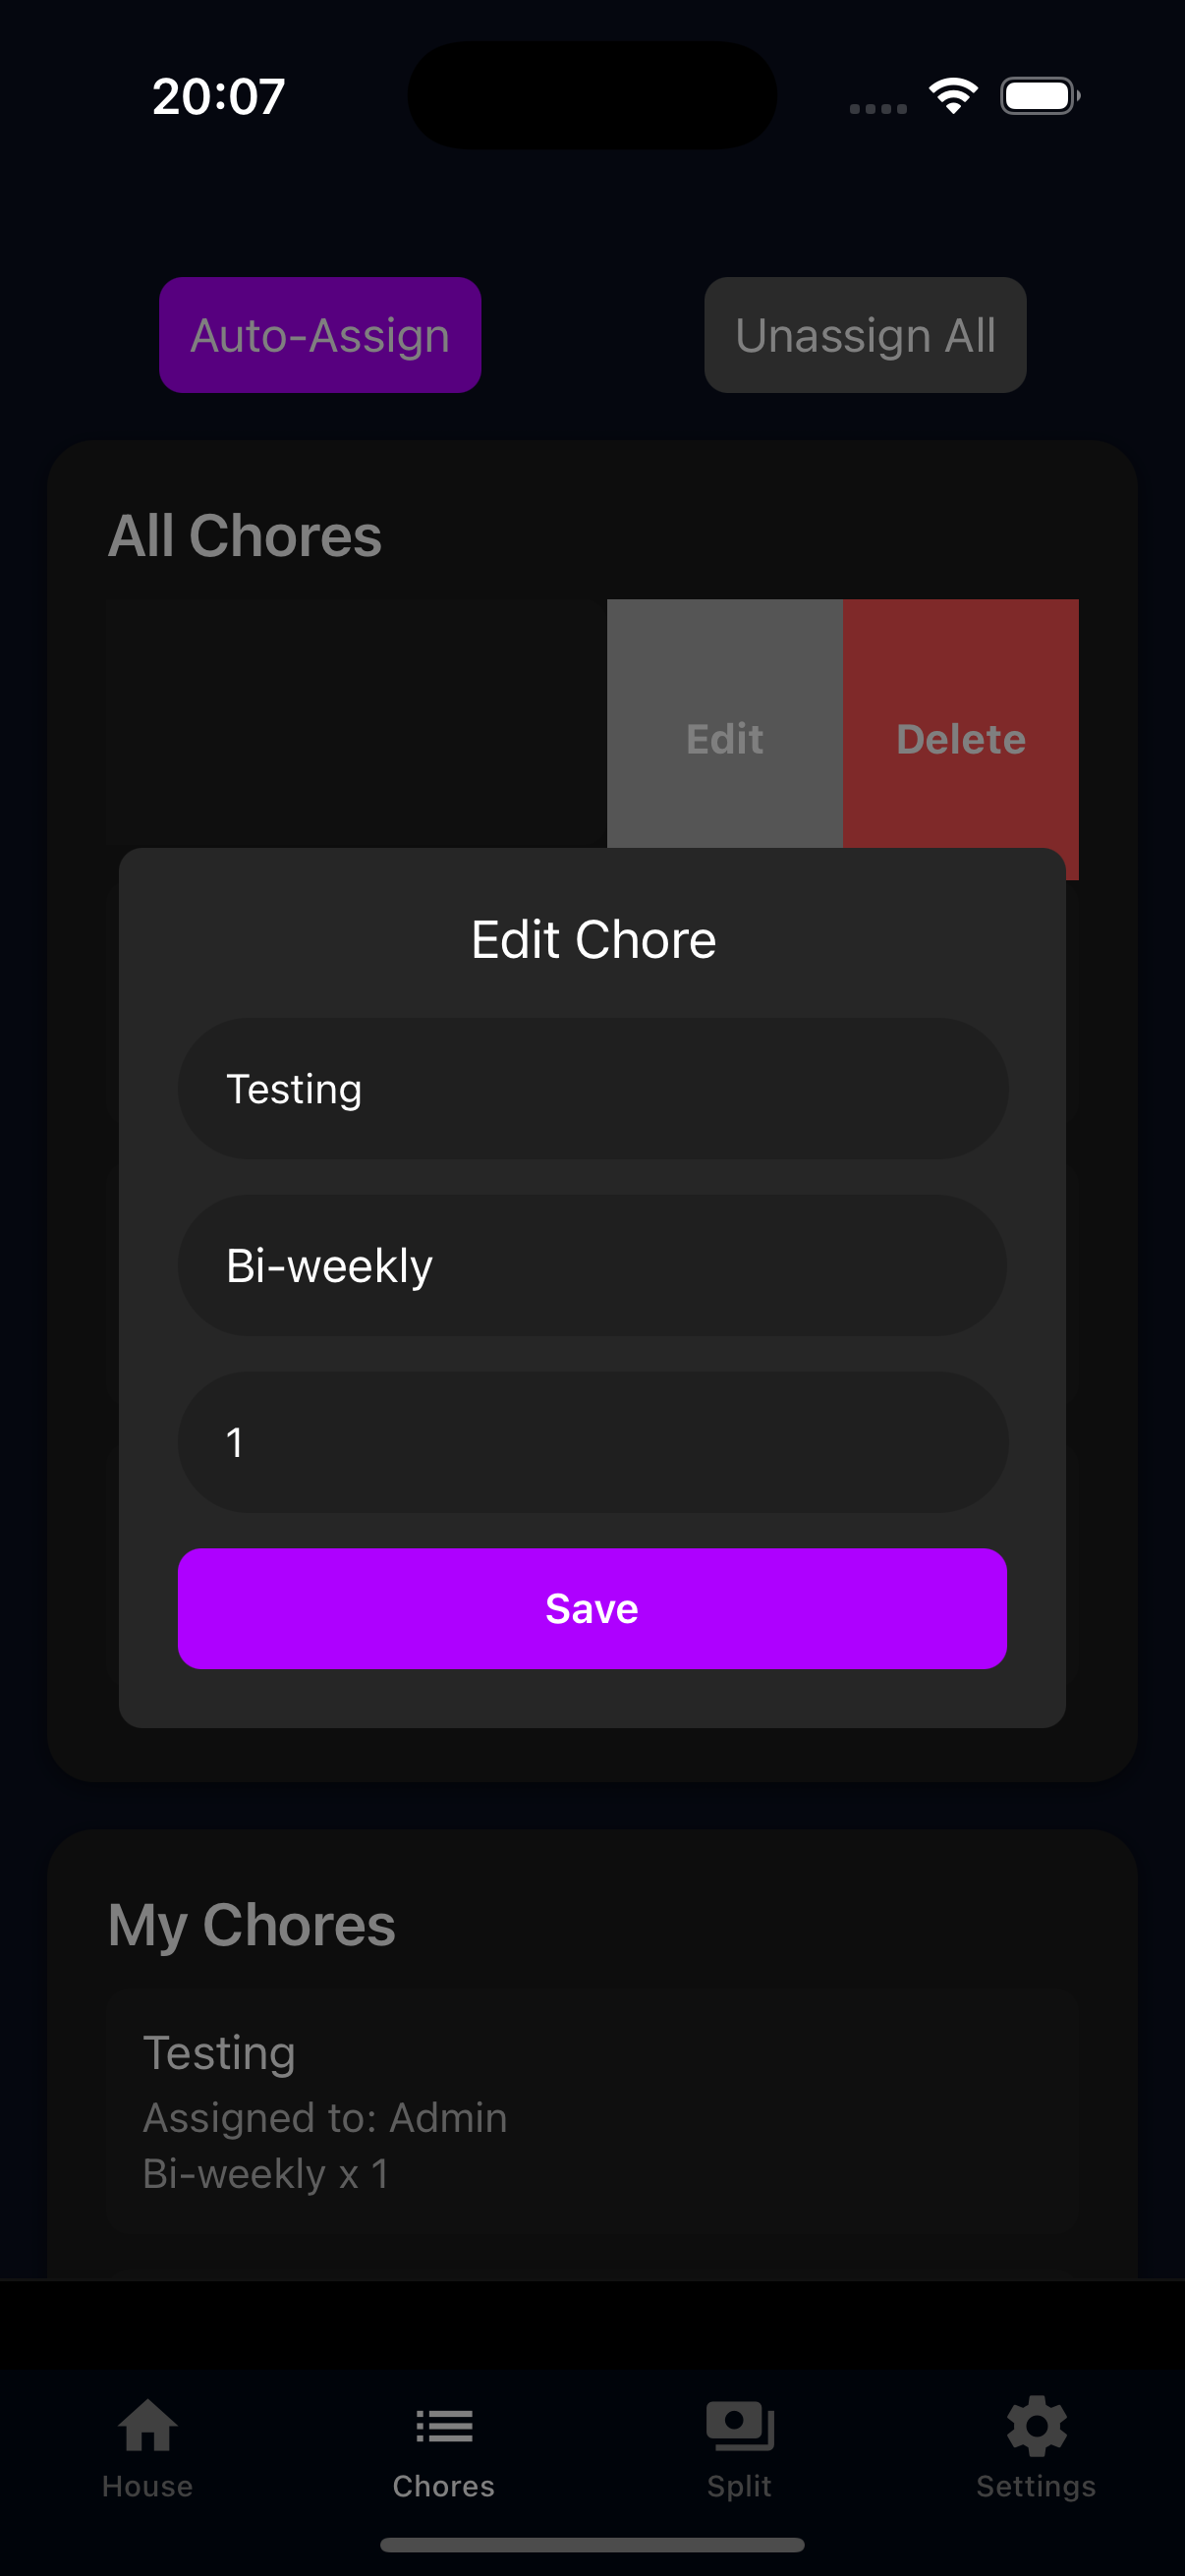 20:07
Auto-Assign
Unassign All
All Chores
Edit
Delete
Edit Chore
Testing
Bi-weekly
1
Save
My Chores
Testing
Assigned to: Admin
Bi-weekly x 1
House
Chores
Split
Settings